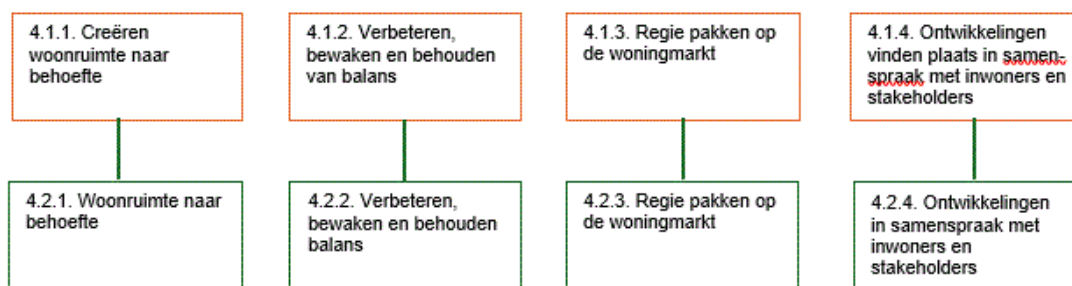 4.1.1. Creëren
woonruimte naar
behoefte
4.1.2. Verbeteren,
bewaken en behouden
van balans
4.1.3. Regie pakken op
de woningmarkt
4.1.4. Ontwikkelingen
vinden plaats in samen-
spraak met inwoners en
stakeholders
4.2.1. Woonruimte naar
behoefte
4.2.2. Verbeteren,
bewaken en behouden
balans
4.2.3. Regie pakken op
de woningmarkt
4.2.4. Ontwikkelingen
in samenspraak met
inwoners en
stakeholders